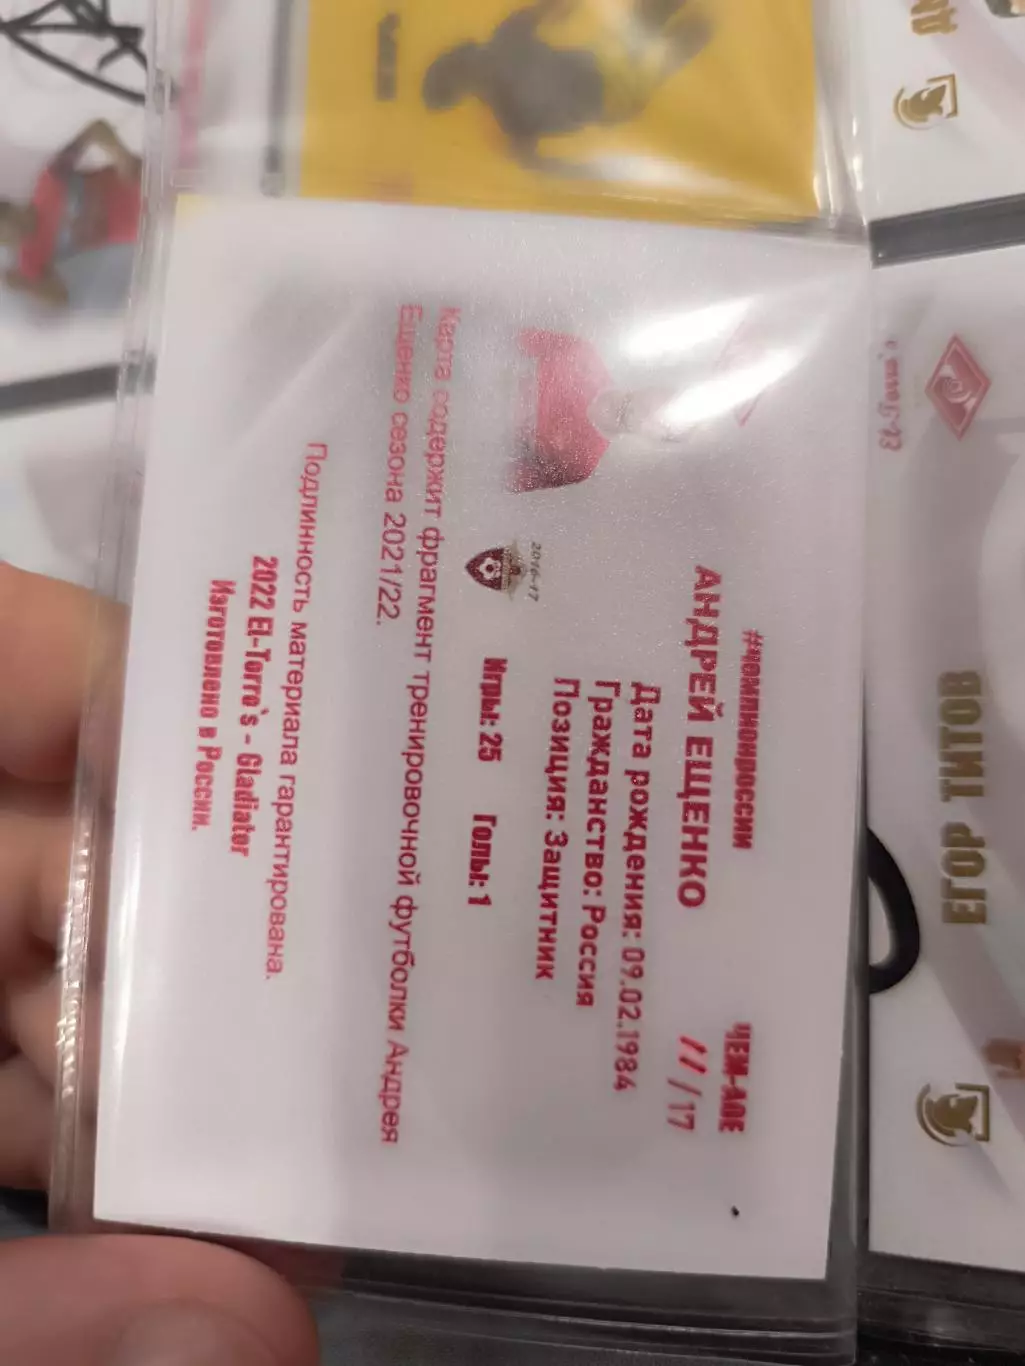 #чомпионроссии
АНДРЕЙ ЕЩЕНКО
ЧЕМ-АОЕ
11/17
Дата рождения: 09.02.1984
Гражданство: Россия
Позиция: Защитник
2016-17
Игры: 25 Голы: 1
Карта содержит фрагмент тренировочной футболки Андрея
Ещенко сезона 2021/22.
Подлинность материала гарантирована.
2022 El-Torro`s - Gladiator
Изготовлено в России.
ЕГОР ТИТОВ